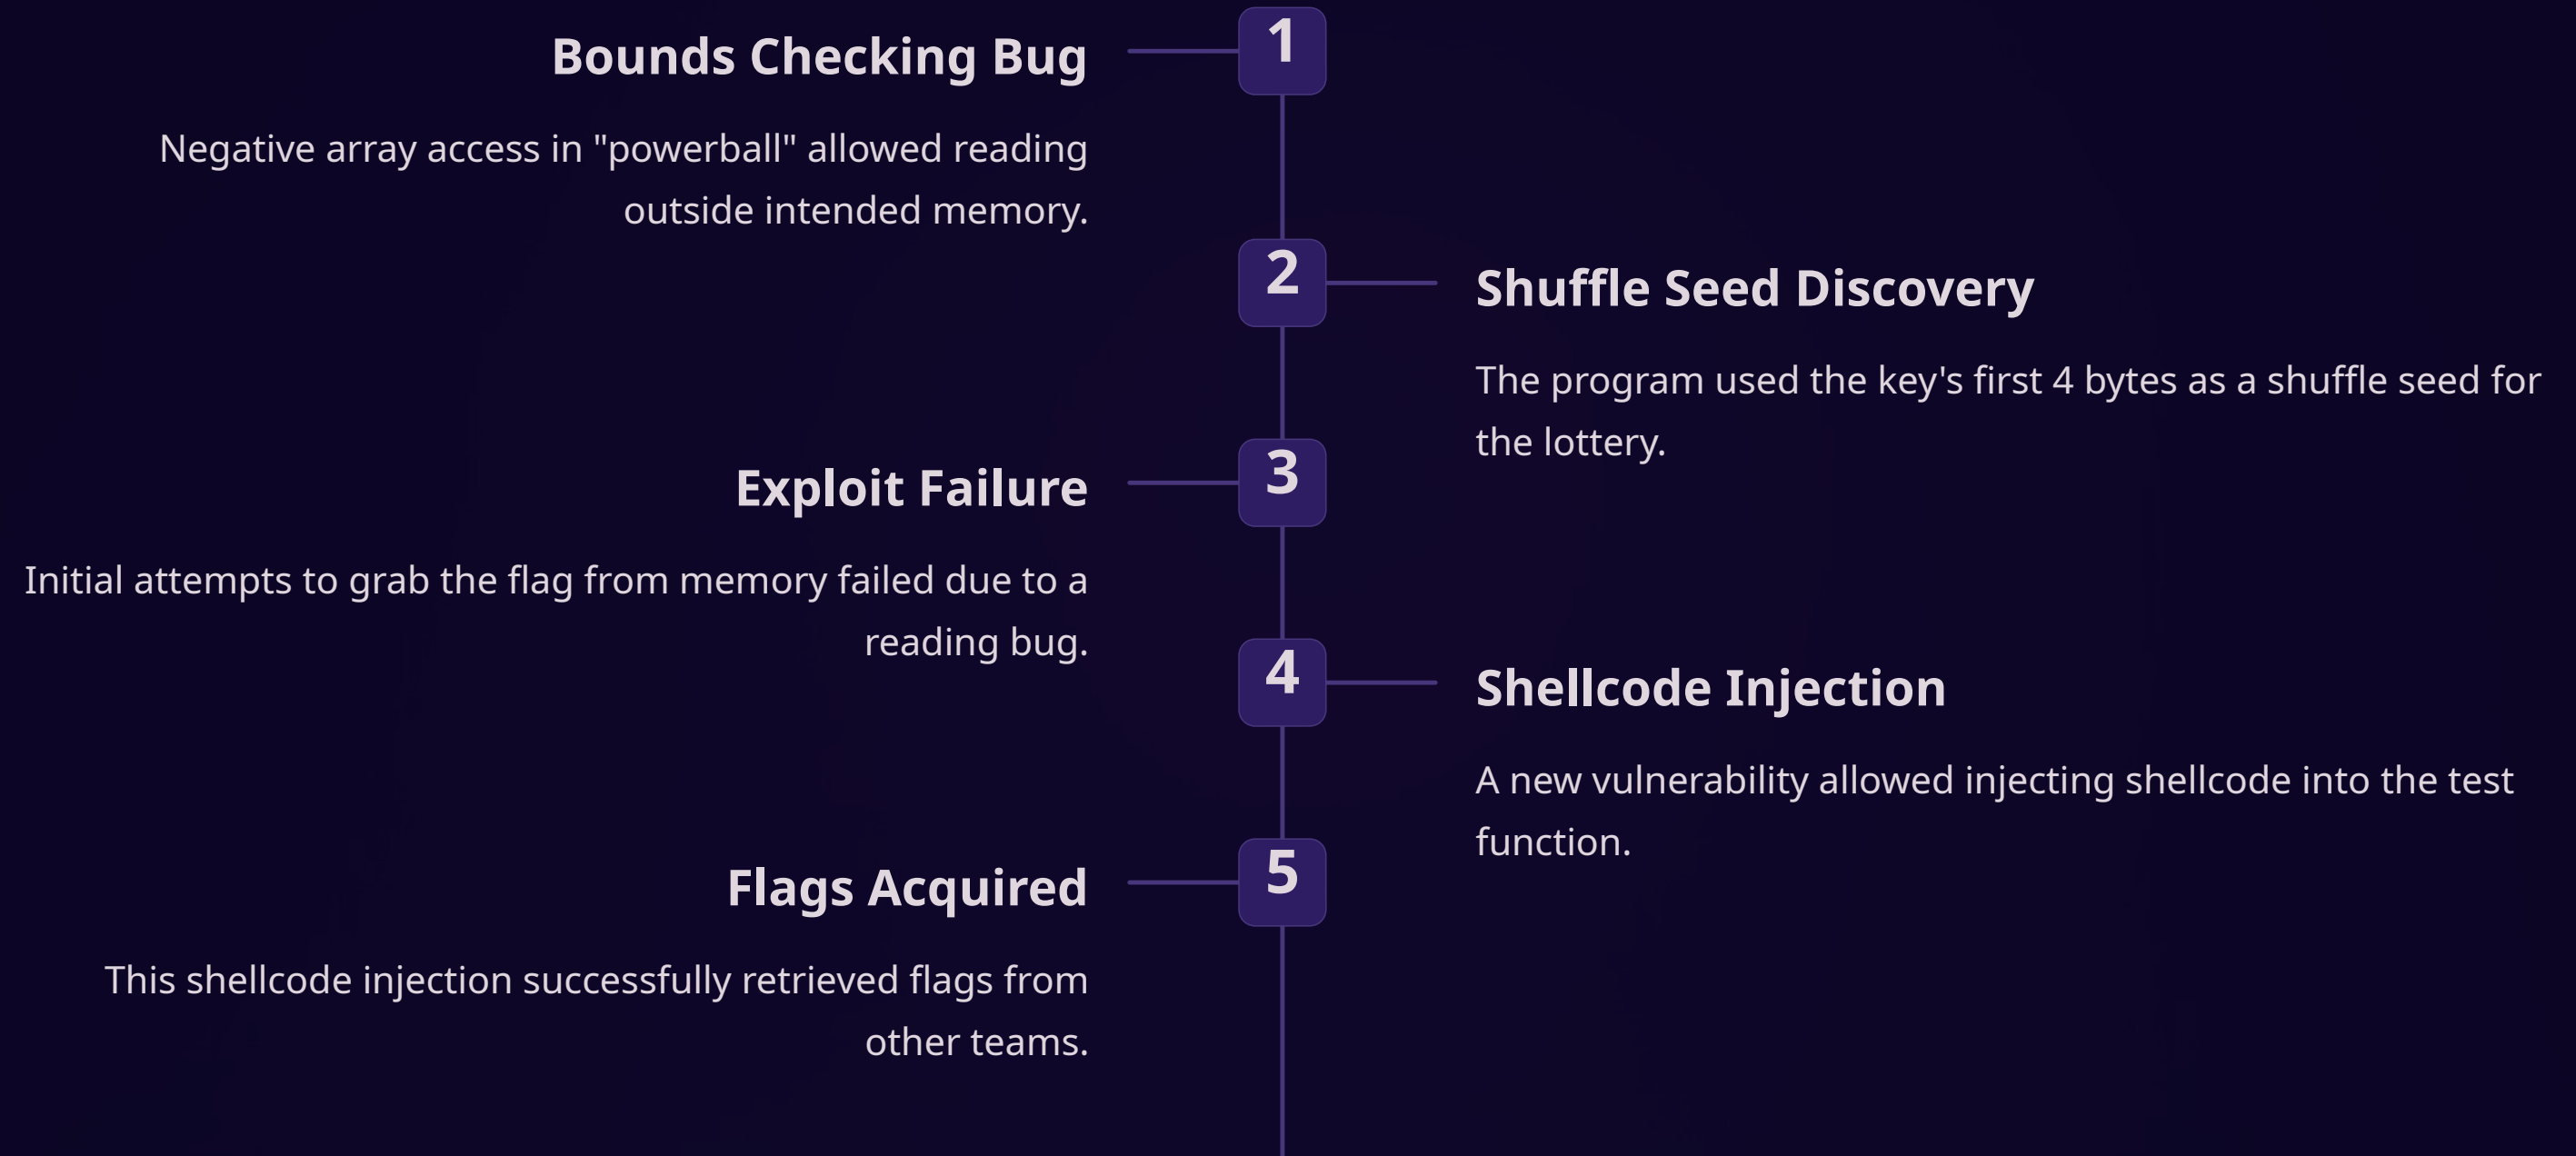 1
Bounds Checking Bug
Negative array access in "powerball" allowed reading
outside intended memory.
2
Shuffle Seed Discovery
The program used the key's first 4 bytes as a shuffle seed for
the lottery.
3
Exploit Failure
Initial attempts to grab the flag from memory failed due to a
reading bug.
4
Shellcode Injection
A new vulnerability allowed injecting shellcode into the test
function.
5
Flags Acquired
This shellcode injection successfully retrieved flags from
other teams.